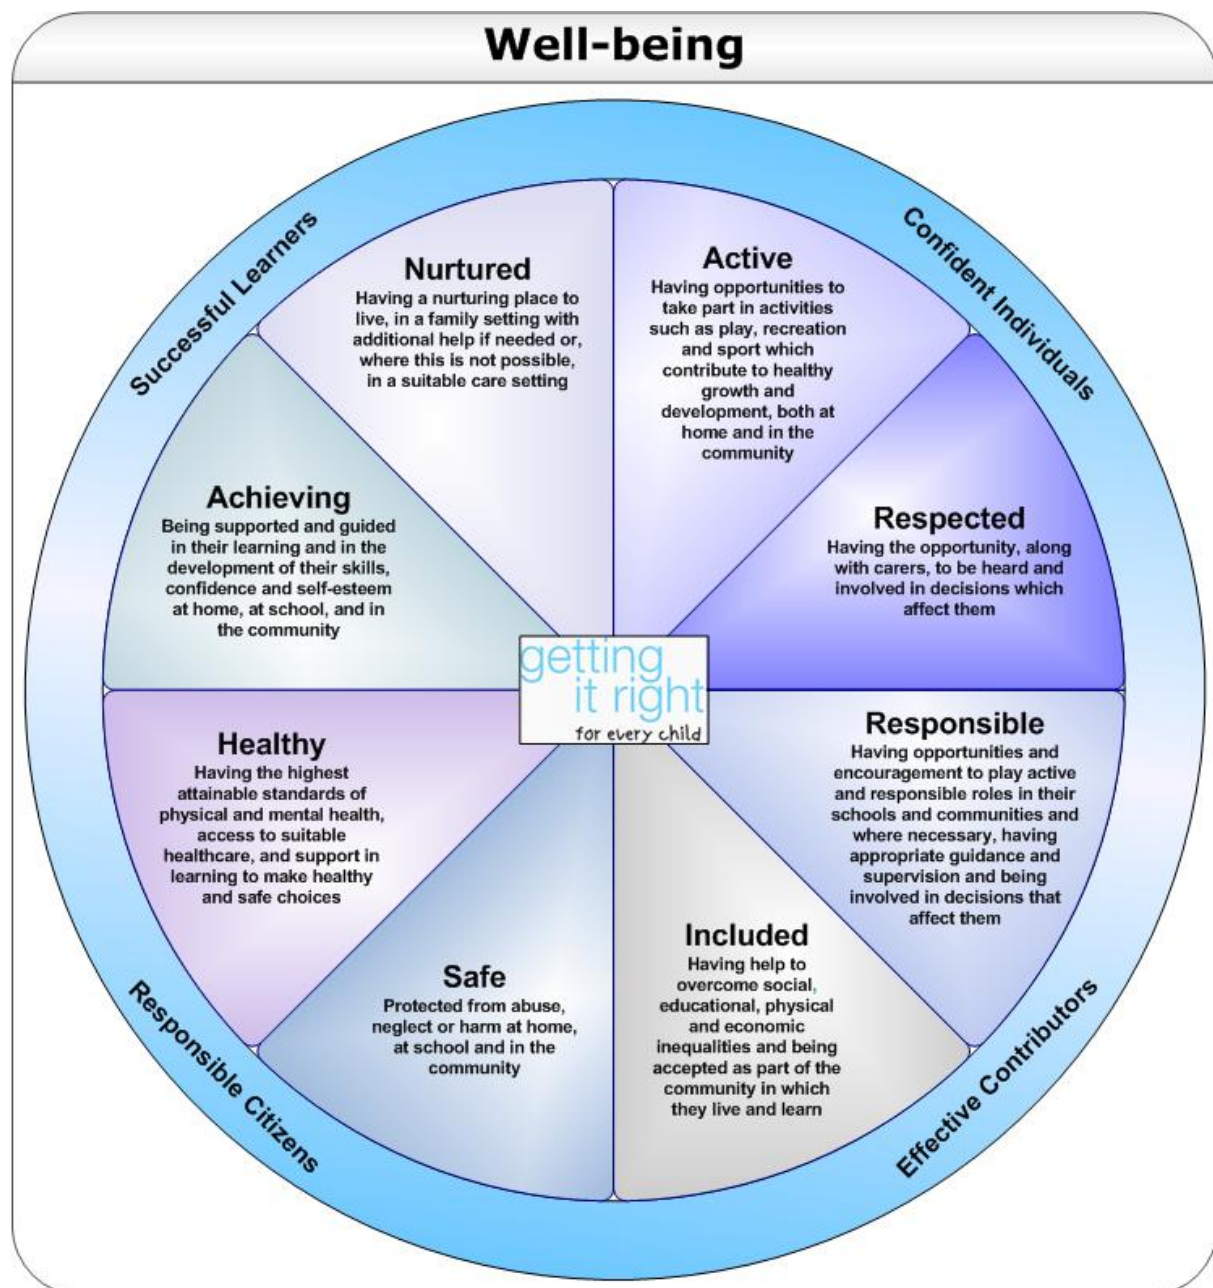 Well-being
Successful Learners
Confident Individuals
Nurtured
Having a nurturing place to
live, in a family setting with
additional help if needed or,
where this is not possible,
in a suitable care setting
Active
Having opportunities to
take part in activities
such as play, recreation
and sport which
contribute to healthy
growth and
development, both at
home and in the
community
Achieving
Being supported and guided
in their learning and in the
development of their skills,
confidence and self-esteem
at home, at school, and in
the community
Respected
Having the opportunity, along
with carers, to be heard and
involved in decisions which
affect them
getting
it right
for every child
Healthy
Having the highest
attainable standards of
physical and mental health,
access to suitable
healthcare, and support in
learning to make healthy
and safe choices
Responsible
Having opportunities and
encouragement to play active
and responsible roles in their
schools and communities and
where necessary, having
appropriate guidance and
supervision and being
involved in decisions that
affect them
Safe
Protected from abuse,
neglect or harm at home,
at school and in the
community
Included
Having help to
overcome social,
educational, physical
and economic
inequalities and being
accepted as part of the
community in which
they live and learn
Responsible Citizens
Effective Contributors